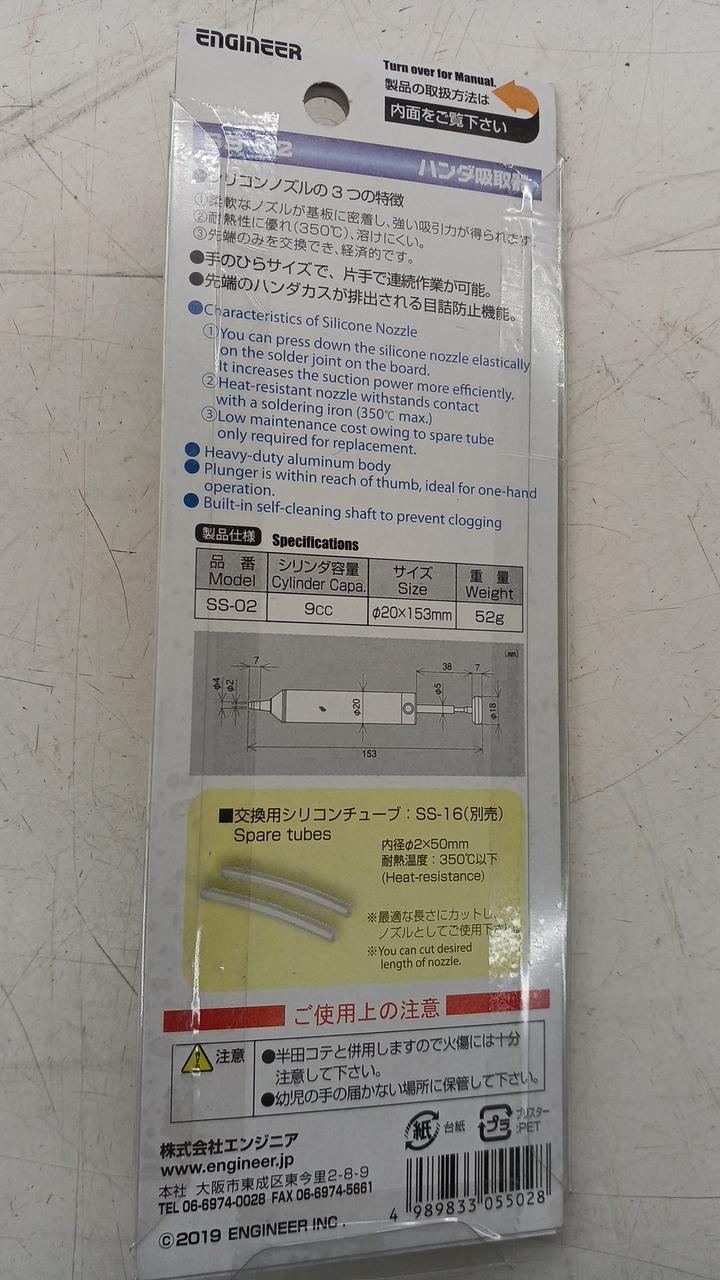 ENGINEER
Turn over for Manual.
製品の取扱方法は
内面をご覧下さい
SS-02
ハンダ吸取器
●シリコンノズルの3つの特徴
①柔軟なノズルが基板に密着し、強い吸引力が得られます。
②耐熱性に優れ(350℃)、溶けにくい。
③先端のみを交換でき、経済的です。
●手のひらサイズで、片手で連続作業が可能。
●先端のハンダカスが排出される目詰防止機能。
●Characteristics of Silicone Nozzle
①You can press down the silicone nozzle elastically
on the solder joint on the board.
It increases the suction power more efficiently.
②Heat-resistant nozzle withstands contact
with a soldering iron (350℃ max.)
③Low maintenance cost owing to spare tube
only required for replacement.
●Heavy-duty aluminum body
●Plunger is within reach of thumb, ideal for one-hand
operation.
●Built-in self-cleaning shaft to prevent clogging
製品仕様 Specifications
品 番 シリンダ容量 サイズ 重 量
Model Cylinder Capa. Size Weight
SS-02 9cc φ20×153mm 52g
(mm)
7 38 7
φ4 φ2 φ20 φ5 φ18
153
■交換用シリコンチューブ：SS-16(別売)
Spare tubes
内径φ2×50mm
耐熱温度：350℃以下
(Heat-resistance)
※最適な長さにカットし、
ノズルとしてご使用下さい。
※You can cut desired
length of nozzle.
ご使用上の注意
注意
●半田コテと併用しますので火傷には十分
注意して下さい。
●幼児の手の届かない場所に保管して下さい。
紙 台紙 プラ ブリスター
:PET
株式会社エンジニア
www.engineer.jp
本社 大阪市東成区東今里2-8-9
TEL 06-6974-0028 FAX 06-6974-5661
©2019 ENGINEER INC.
4 989833 055028